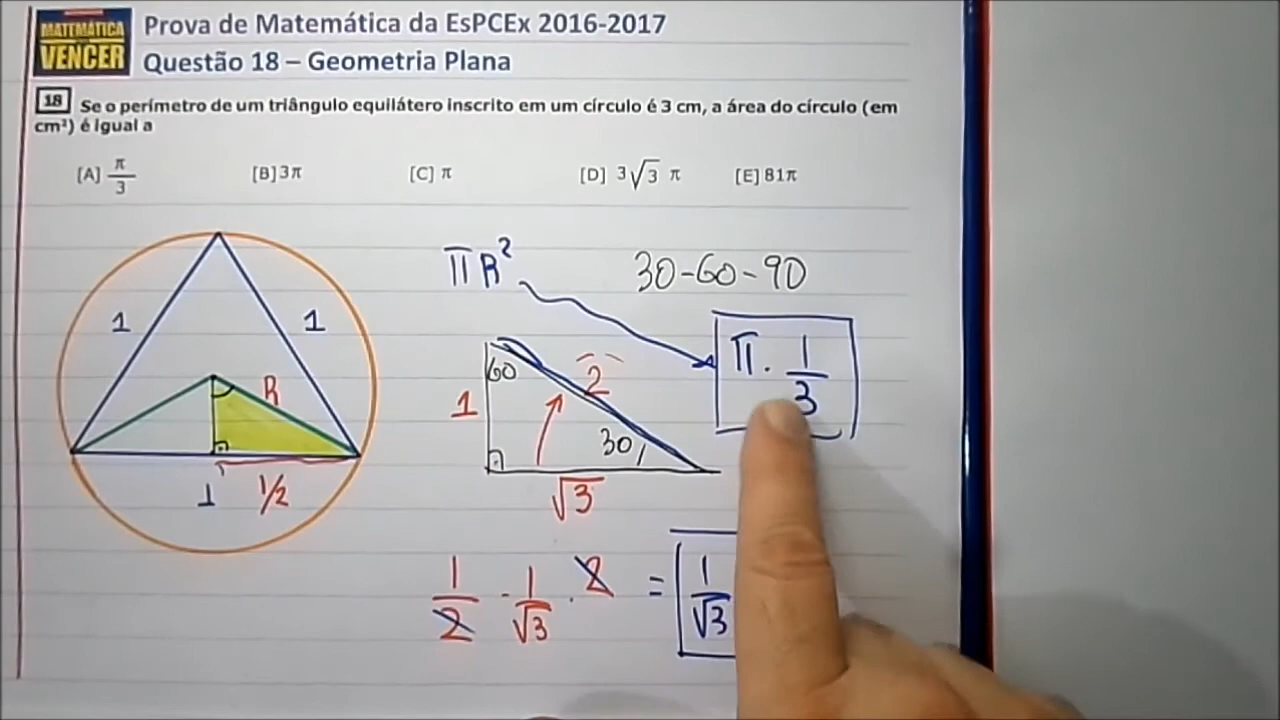 MATEMÁTICA
VENCER
Prova de Matemática da EsPCEx 2016-2017
Questão 18 – Geometria Plana
18 Se o perímetro de um triângulo equilátero inscrito em um círculo é 3 cm, a área do círculo (em
cm²) é igual a
[A] π/3 [B] 3π [C] π [D] 3√3 π [E] 81π
πR² 30-60-90
1 1
π · 1/3
60 2
R
1 30
1 1/2 √3
1/2 · 1/√3 · 2 = 1/√3